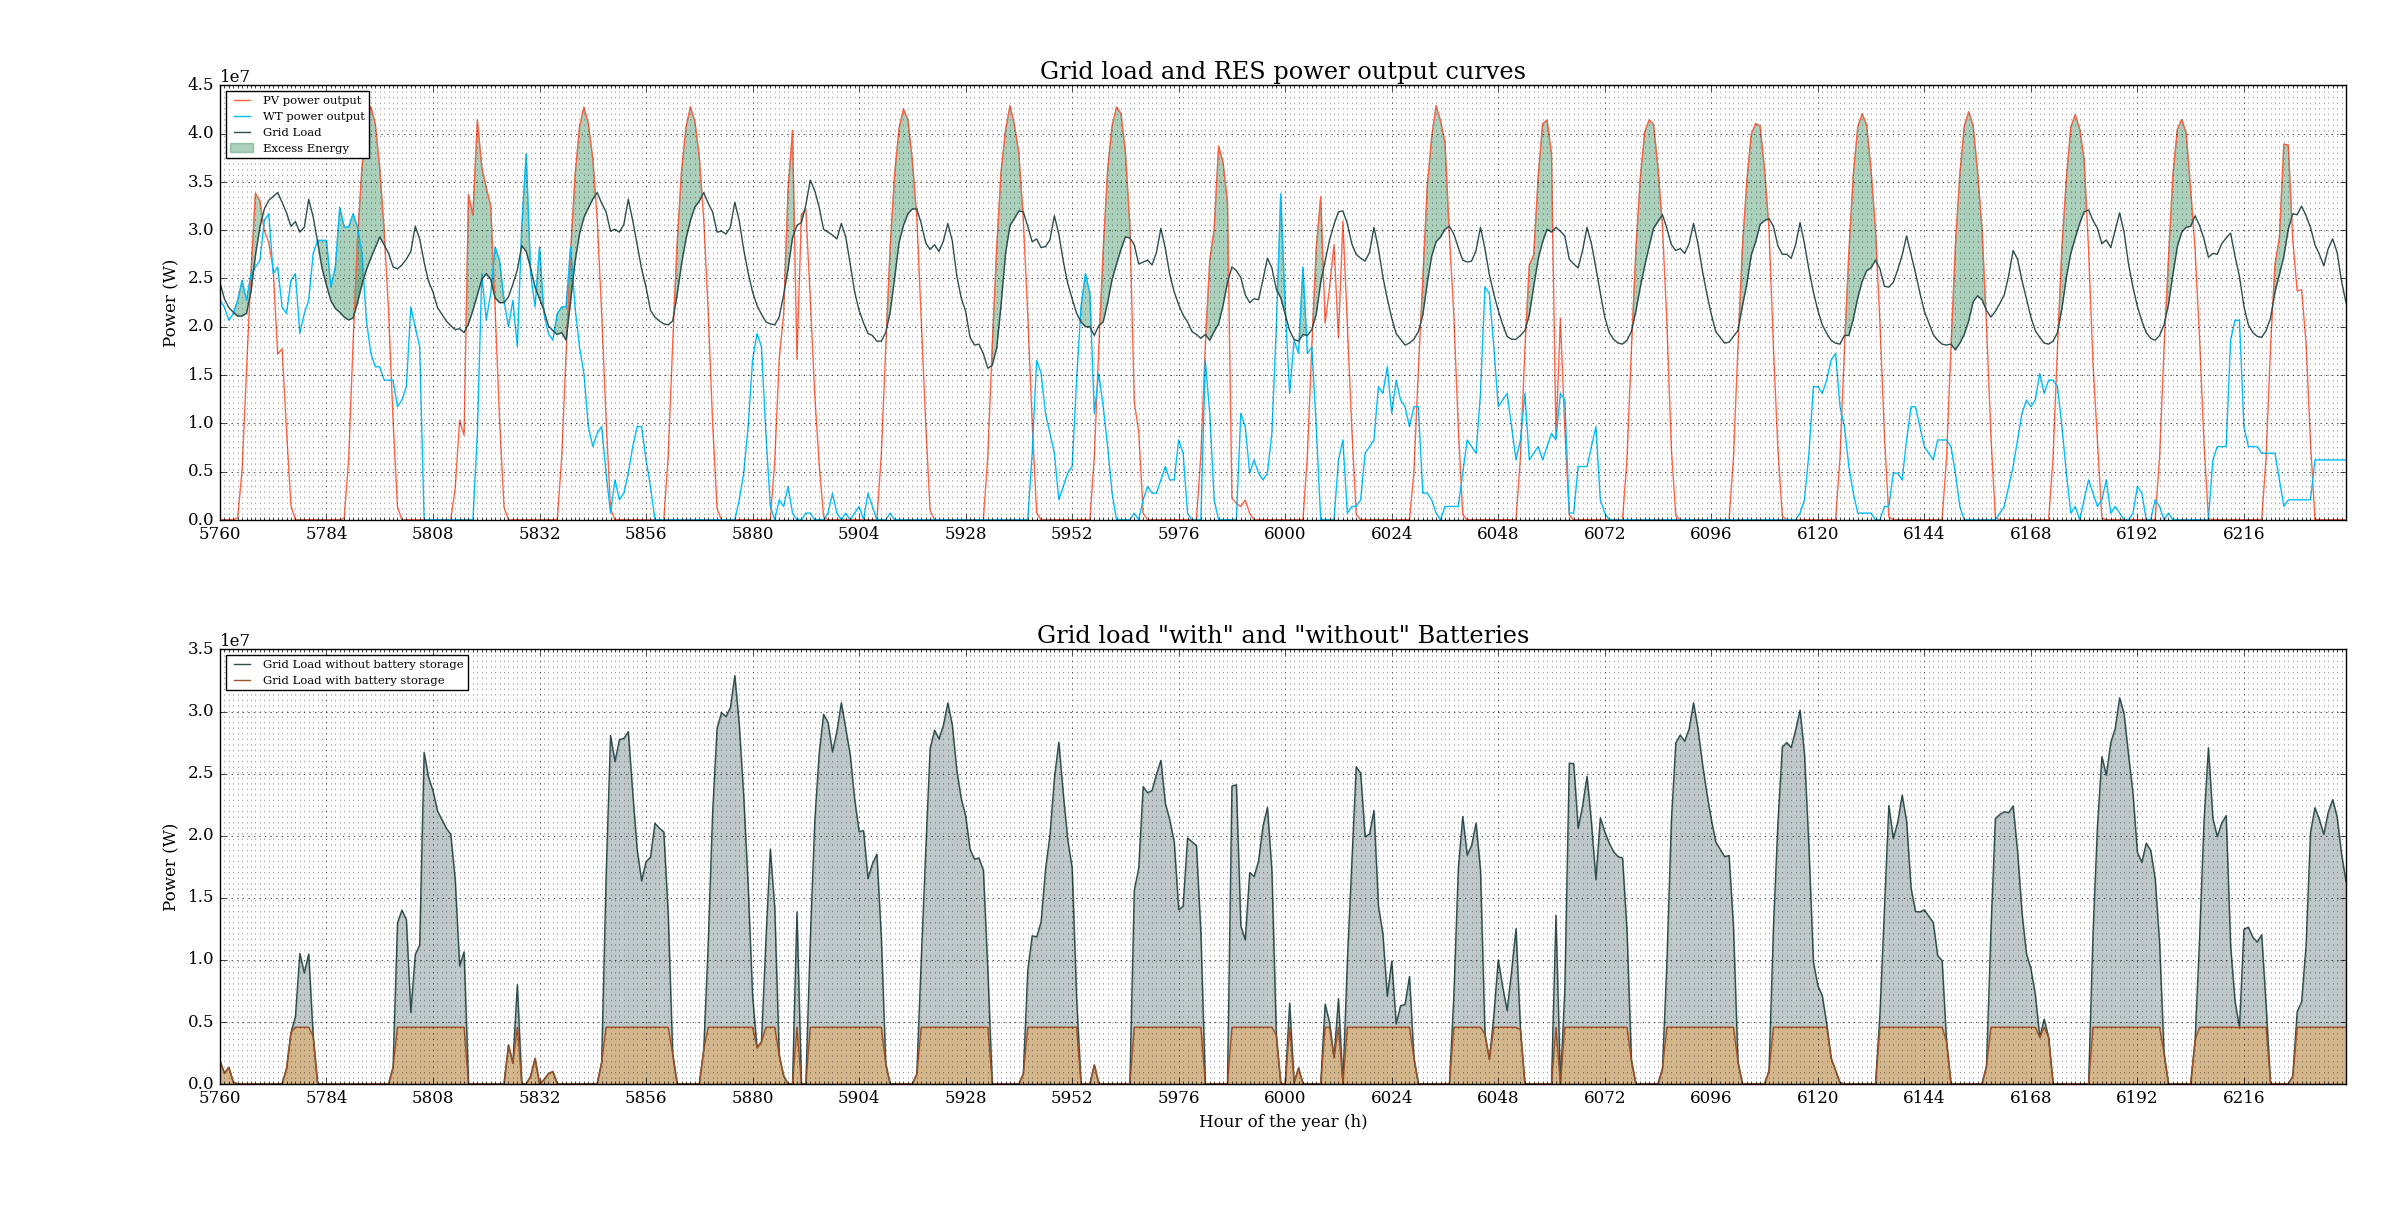 Grid load and RES power output curves
1e7
4.5
4.0
3.5
3.0
2.5
2.0
1.5
1.0
0.5
0.0
Power (W)
PV power output
WT power output
Grid Load
Excess Energy
5760 5784 5808 5832 5856 5880 5904 5928 5952 5976 6000 6024 6048 6072 6096 6120 6144 6168 6192 6216
Grid load "with" and "without" Batteries
1e7
3.5
3.0
2.5
2.0
1.5
1.0
0.5
0.0
Power (W)
Grid Load without battery storage
Grid Load with battery storage
5760 5784 5808 5832 5856 5880 5904 5928 5952 5976 6000 6024 6048 6072 6096 6120 6144 6168 6192 6216
Hour of the year (h)